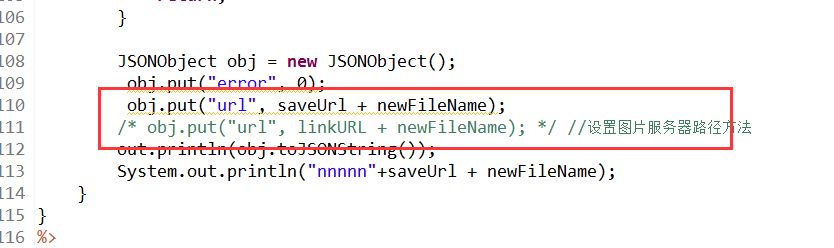 106 }
107
108 JSONObject obj = new JSONObject();
109 obj.put("error", 0);
110 obj.put("url", saveUrl + newFileName);
111 /* obj.put("url", linkURL + newFileName); */ //设置图片服务器路径方法
112 out.println(obj.toJSONString());
113 System.out.println("nnnnn"+saveUrl + newFileName);
114 }
115 }
116 %>